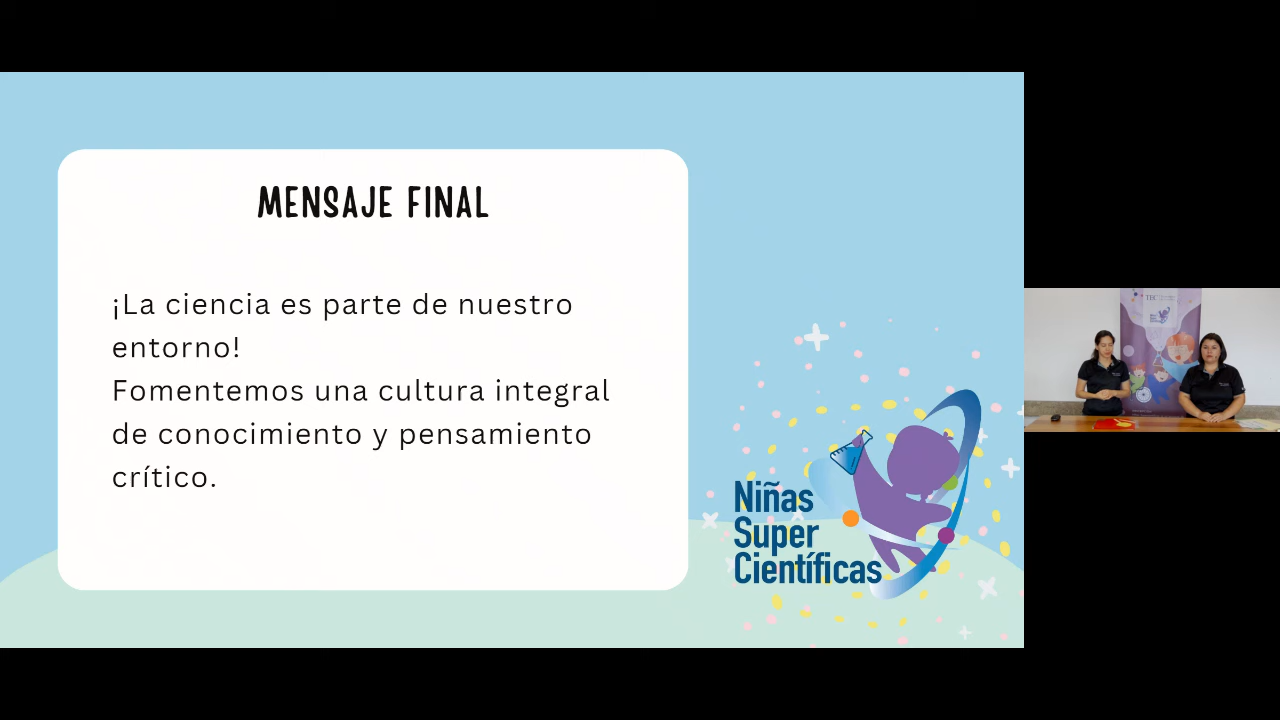 MENSAJE FINAL
¡La ciencia es parte de nuestro
entorno!
Fomentemos una cultura integral
de conocimiento y pensamiento
crítico.
Niñas
Super
Científicas
TEC